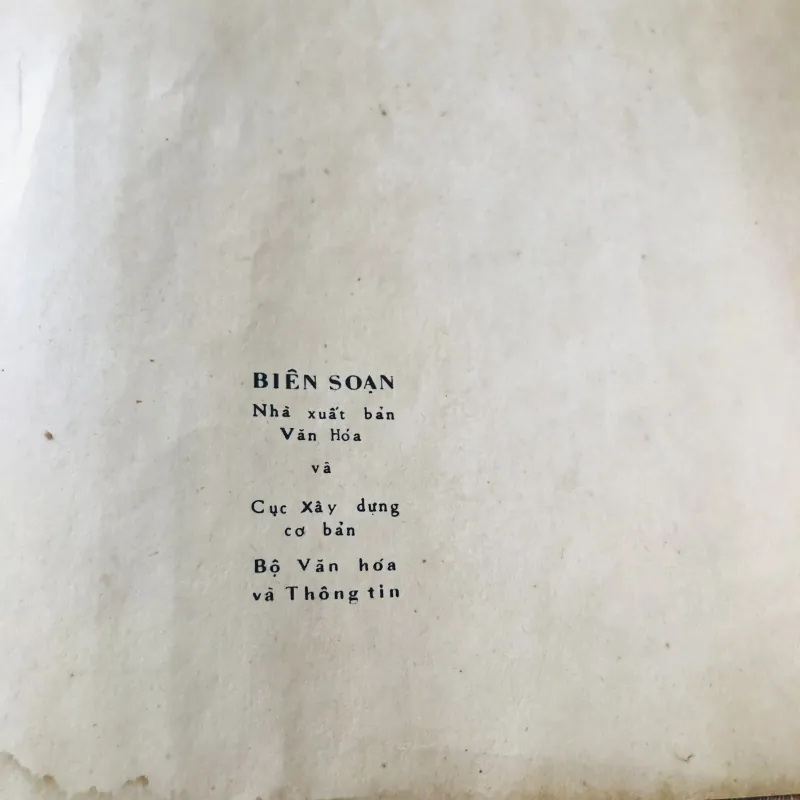 BIÊN SOẠN
Nhà xuất bản
Văn Hóa
và
Cục Xây dựng
cơ bản
Bộ Văn hóa
và Thông tin